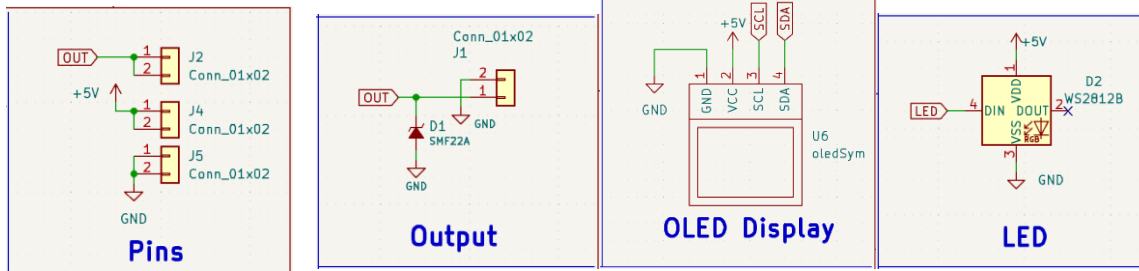 OUT
1
2
J2
Conn_01x02
+5V
1
2
J4
Conn_01x02
1
2
J5
Conn_01x02
GND
Pins
Conn_01x02
J1
2
1
OUT
GND
D1
SMF22A
GND
Output
+5V
SCL
SDA
GND
1
2
3
4
GND
VCC
SCL
SDA
U6
oledSym
OLED Display
+5V
1
D2
WS2812B
VDD
LED
4
DIN
DOUT
2
VSS
RGB
3
GND
LED